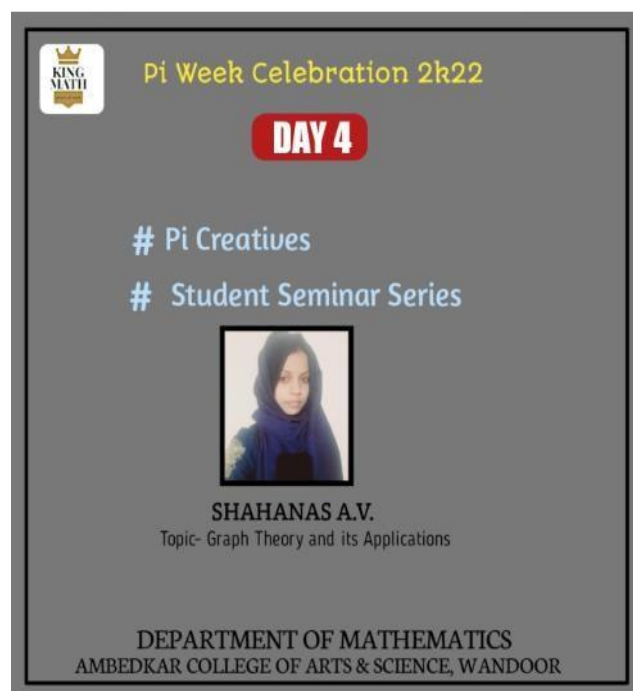 KING
MATH
Pi Week Celebration 2k22
DAY 4
# Pi Creatives
# Student Seminar Series
SHAHANAS A.V.
Topic- Graph Theory and its Applications
DEPARTMENT OF MATHEMATICS
AMBEDKAR COLLEGE OF ARTS & SCIENCE, WANDOOR